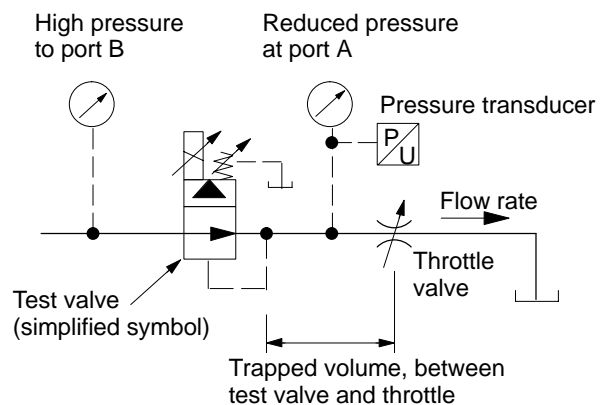 High pressure
to port B
Reduced pressure
at port A
Pressure transducer
P
U
Flow rate
Throttle
valve
Test valve
(simplified symbol)
Trapped volume, between
test valve and throttle